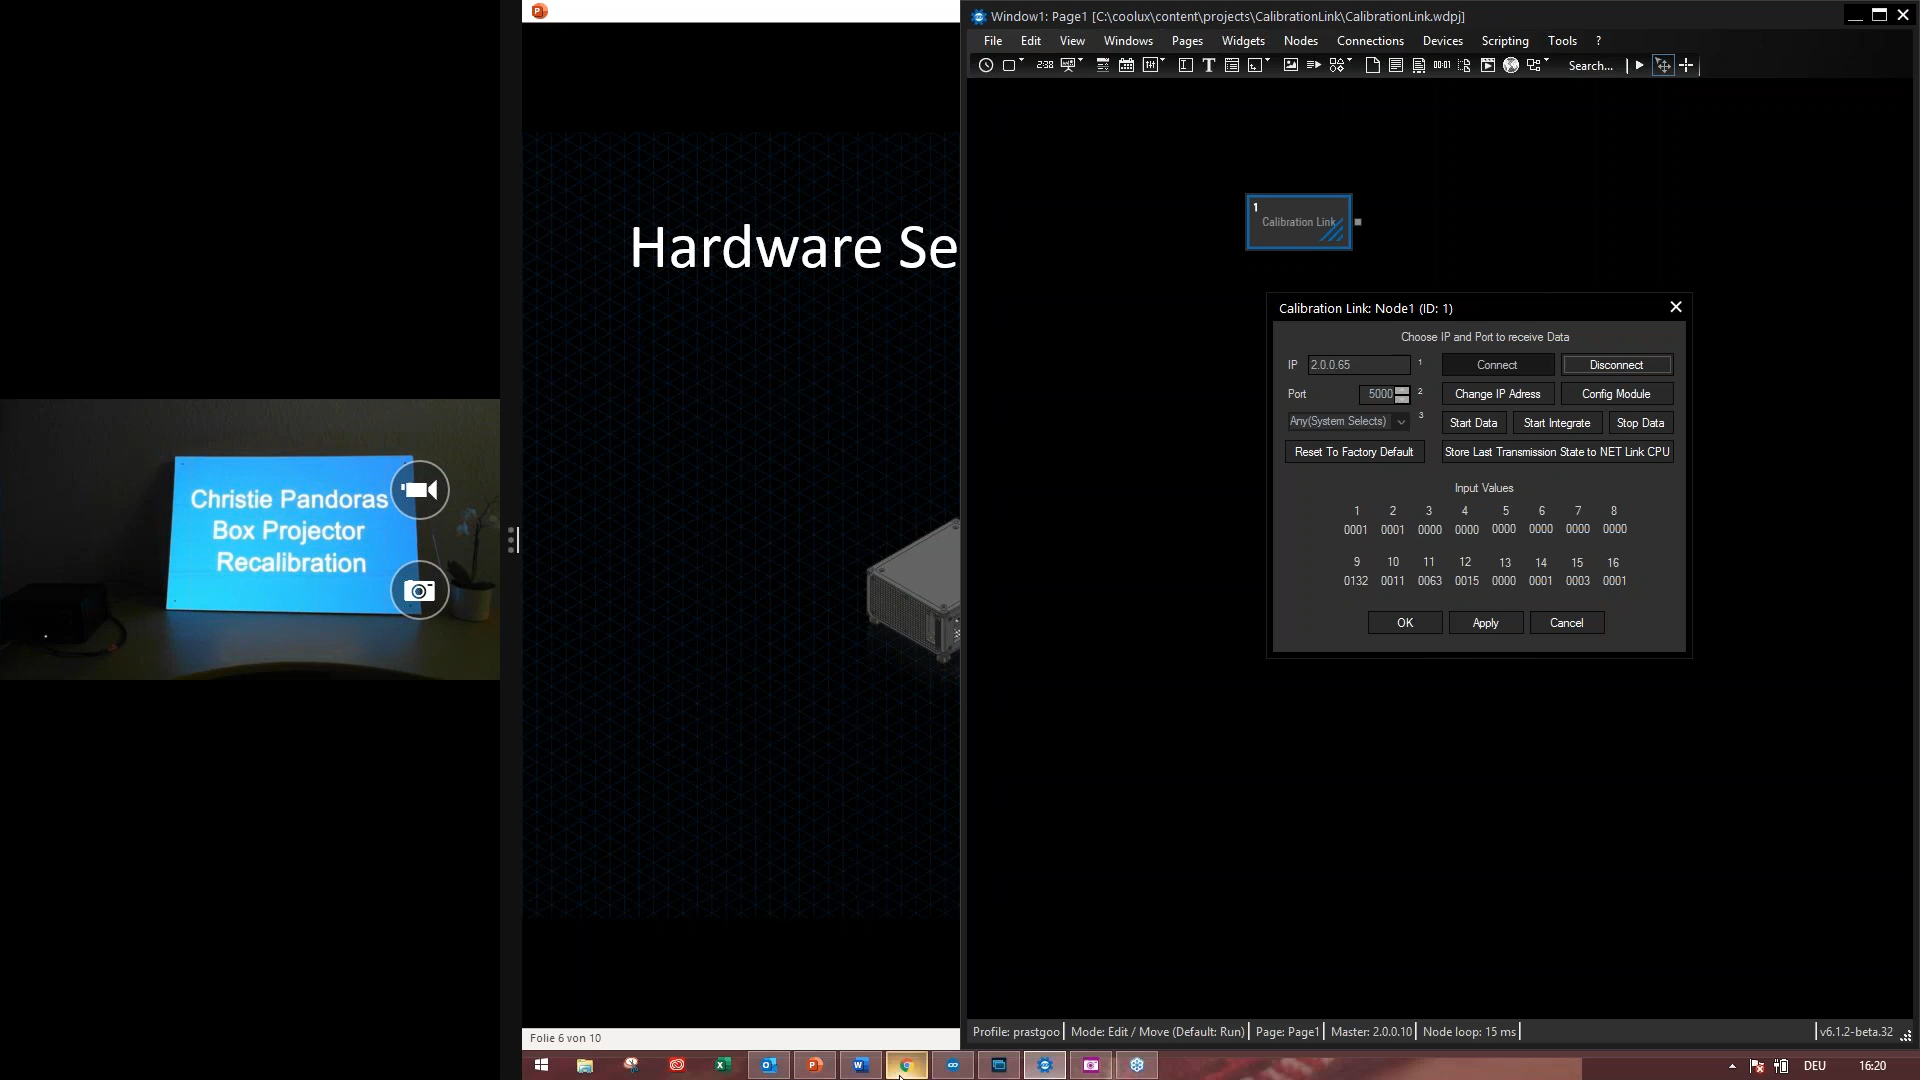 Christie Pandoras
Box Projector
Recalibration
Hardware Se
Folie 6 von 10
Window1: Page1 [C:\coolux\content\projects\CalibrationLink\CalibrationLink.wdpj]
File Edit View Windows Pages Widgets Nodes Connections Devices Scripting Tools ?
Search...
1
Calibration Link
Calibration Link: Node1 (ID: 1)
Choose IP and Port to receive Data
IP 2.0.0.65 1 Connect Disconnect
Port 5000 2 Change IP Adress Config Module
Any(System Selects) 3 Start Data Start Integrate Stop Data
Reset To Factory Default Store Last Transmission State to NET Link CPU
Input Values
1 2 3 4 5 6 7 8
0001 0001 0000 0000 0000 0000 0000 0000
9 10 11 12 13 14 15 16
0132 0011 0063 0015 0000 0001 0003 0001
OK Apply Cancel
Profile: prastgoo Mode: Edit / Move (Default: Run) Page: Page1 Master: 2.0.0.10 Node loop: 15 ms v6.1.2-beta.32
DEU 16:20